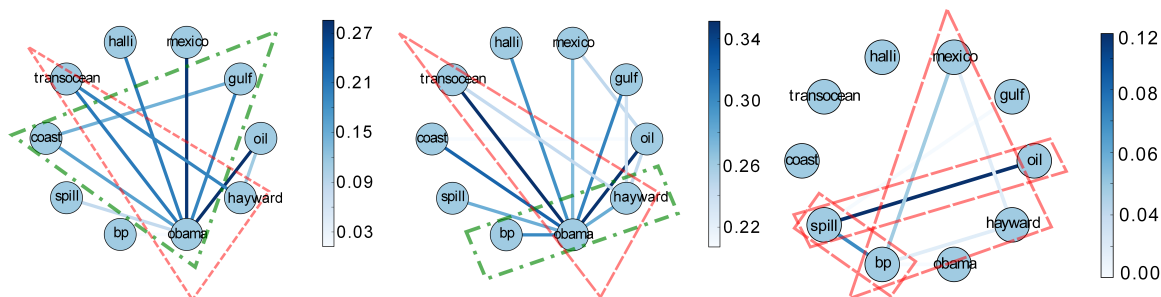 halli
mexico
transocean
gulf
coast
oil
spill
hayward
bp
obama
0.27
0.21
0.15
0.09
0.03
halli
mexico
transocean
gulf
coast
oil
spill
hayward
bp
obama
0.34
0.30
0.26
0.22
halli
mexico
transocean
gulf
coast
oil
spill
hayward
bp
obama
0.12
0.08
0.06
0.04
0.00